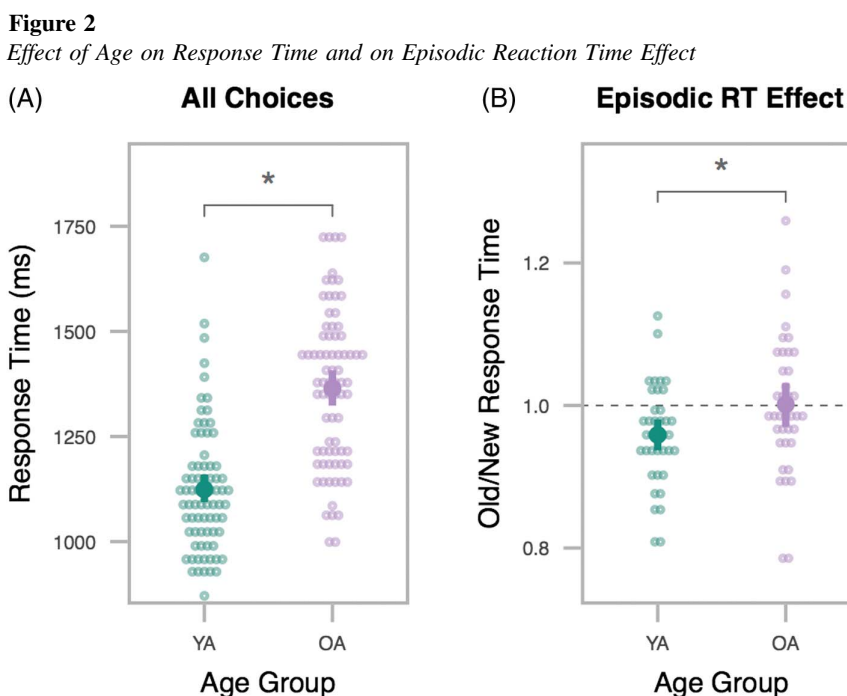 Figure 2
Effect of Age on Response Time and on Episodic Reaction Time Effect
(A) All Choices
*
Response Time (ms)
1750
1500
1250
1000
YA OA
Age Group
(B) Episodic RT Effect
*
Old/New Response Time
1.2
1.0
0.8
YA OA
Age Group